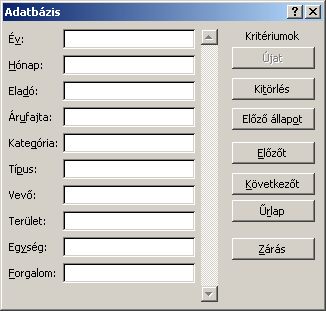 Adatbázis
Év:
Hónap:
Eladó:
Árufajta:
Kategória:
Típus:
Vevő:
Terület:
Egység:
Forgalom:
Kritériumok
Újat
Kitörlés
Előző állapot
Előzőt
Következőt
Űrlap
Zárás